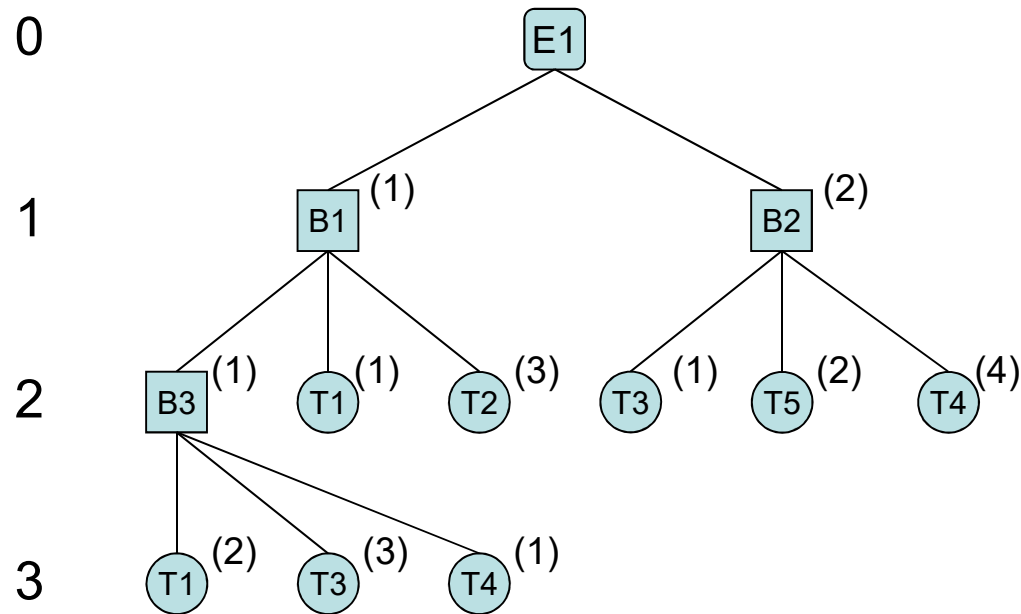 0
E1
1
B1
(1)
B2
(2)
2
B3
(1)
T1
(1)
T2
(3)
T3
(1)
T5
(2)
T4
(4)
3
T1
(2)
T3
(3)
T4
(1)